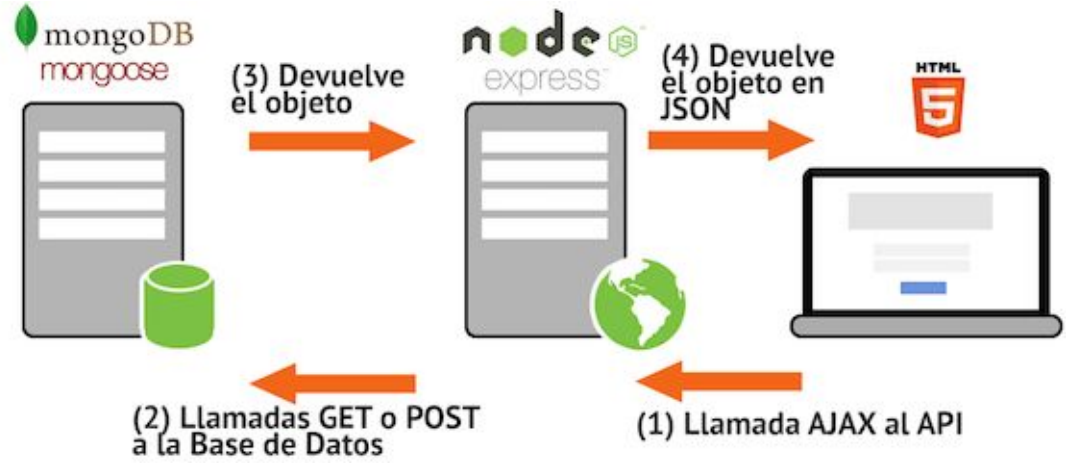 mongoDB
mongoose
(3) Devuelve
el objeto
node JS
express
(4) Devuelve
el objeto en
JSON
HTML
5
(2) Llamadas GET o POST
a la Base de Datos
(1) Llamada AJAX al API